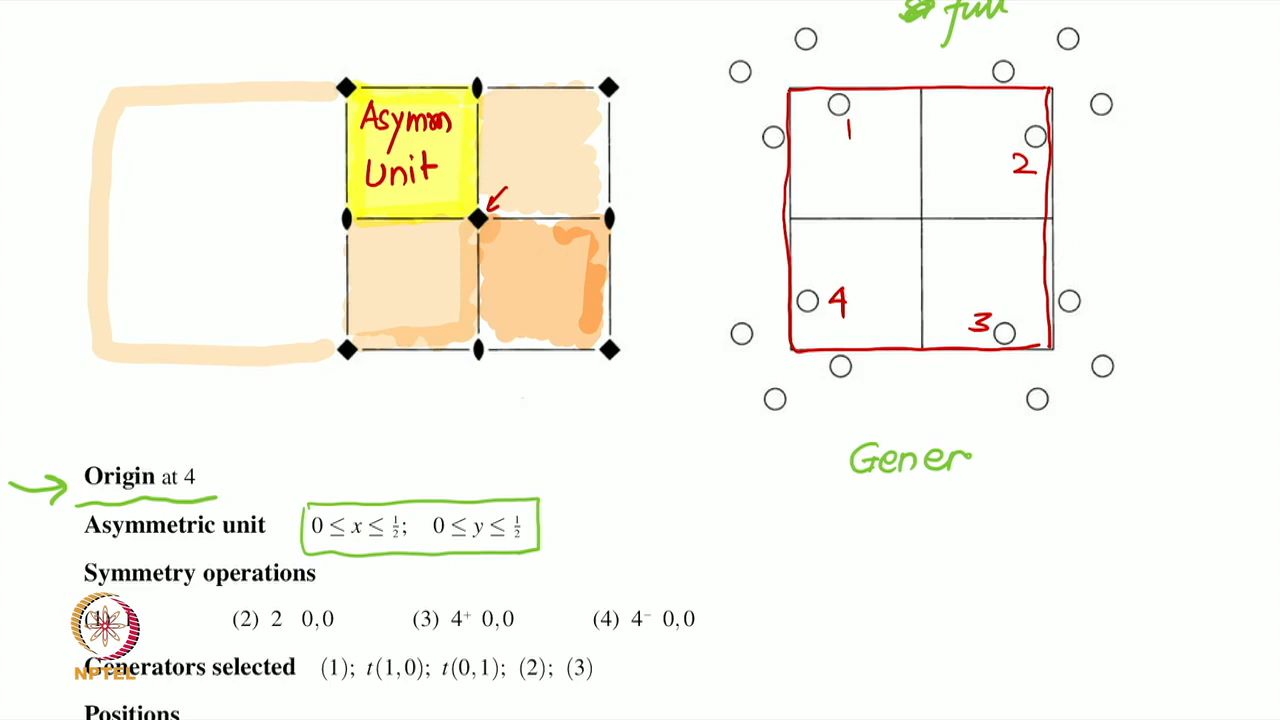 full
Asymm
Unit
1
2
4
3
Gener
Origin at 4
Asymmetric unit 0 ≤ x ≤ ½; 0 ≤ y ≤ ½
Symmetry operations
(1) 1 (2) 2 0,0 (3) 4⁺ 0,0 (4) 4⁻ 0,0
Generators selected (1); t(1,0); t(0,1); (2); (3)
NPTEL
Positions